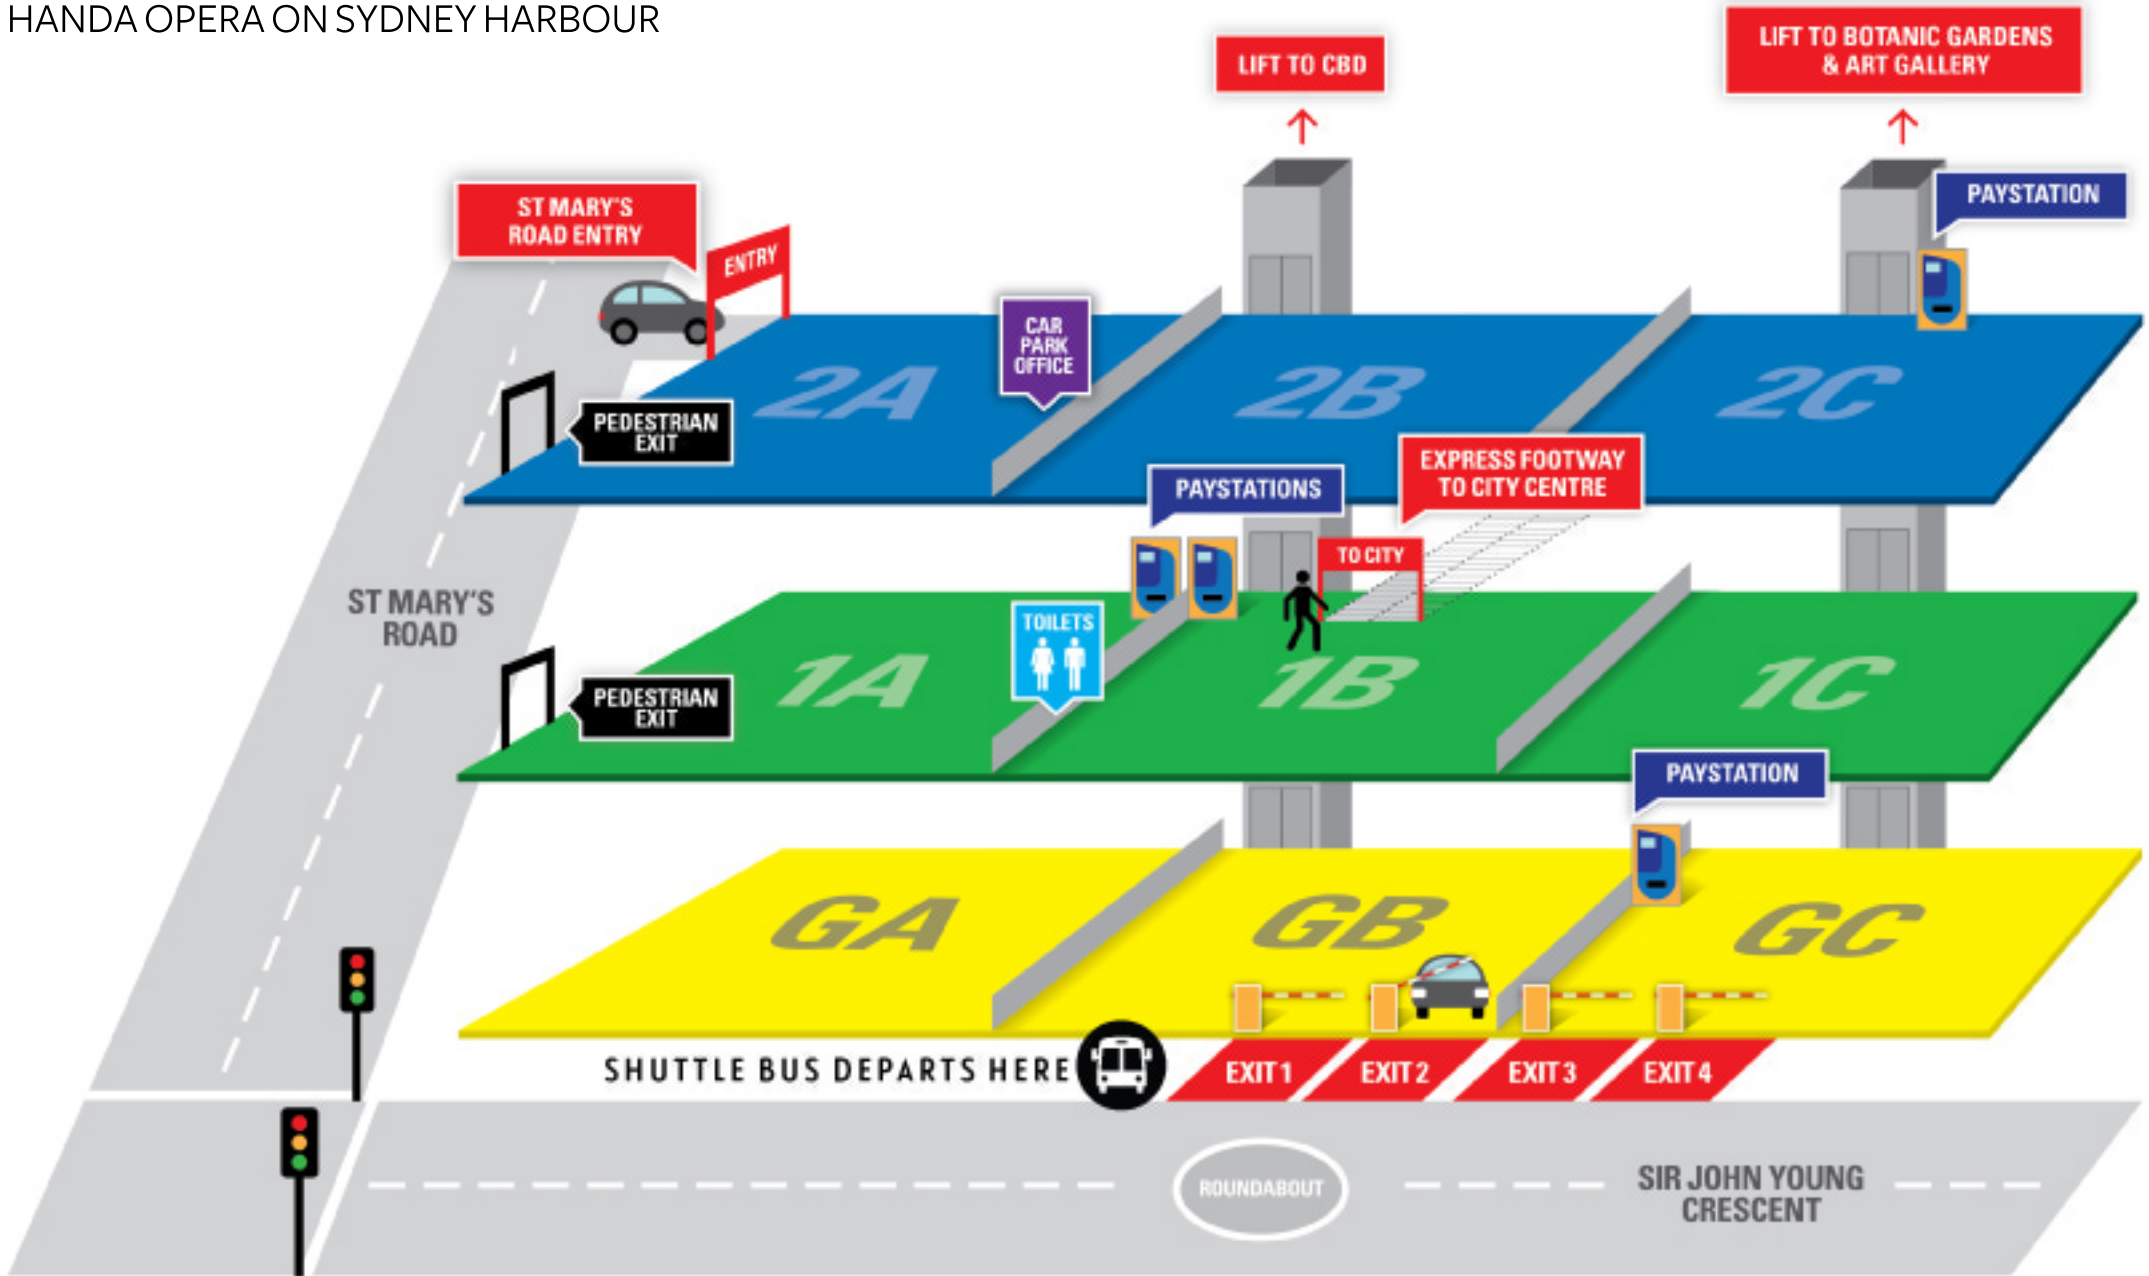 HANDA OPERA ON SYDNEY HARBOUR
LIFT TO CBD
LIFT TO BOTANIC GARDENS
& ART GALLERY
ST MARY'S
ROAD ENTRY
ENTRY
PAYSTATION
CAR
PARK
OFFICE
2A
2B
2C
PEDESTRIAN
EXIT
PAYSTATIONS
EXPRESS FOOTWAY
TO CITY CENTRE
TO CITY
ST MARY'S
ROAD
TOILETS
1A
1B
1C
PEDESTRIAN
EXIT
PAYSTATION
GA
GB
GC
SHUTTLE BUS DEPARTS HERE
EXIT 1
EXIT 2
EXIT 3
EXIT 4
ROUNDABOUT
SIR JOHN YOUNG
CRESCENT